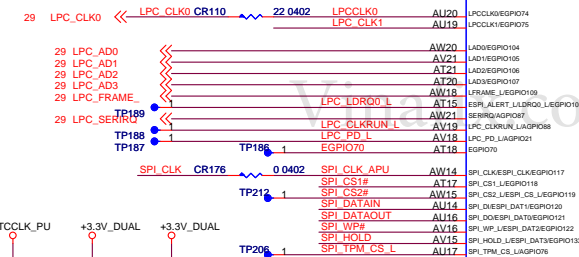 29 LPC_CLK0 LPC_CLK0 CR110 22 0402 LPCCLK0 AU20 LPCCLK0/EGPIO74
LPC_CLK1 AU19 LPCCLK1/EGPIO75
29 LPC_AD0 AW20 LAD0/EGPIO104
29 LPC_AD1 AV21 LAD1/EGPIO105
29 LPC_AD2 AT21 LAD2/EGPIO106
29 LPC_AD3 AT20 LAD3/EGPIO107
29 LPC_FRAME_ AW18 LFRAME_L/EGPIO109
TP189 1 LPC_LDRQ0_L AT15 ESPI_ALERT_L/LDRQ0_L/EGPIO10
29 LPC_SERIRQ AW21 SERIRQ/AGPIO87
TP188 1 LPC_CLKRUN_L AV19 LPC_CLKRUN_L/AGPIO88
TP187 1 LPC_PD_L AV18 LPC_PD_L/AGPIO21
TP186 1 EGPIO70 AT18 EGPIO70
SPI_CLK CR176 0 0402 SPI_CLK_APU AW14 SPI_CLK/ESPI_CLK/EGPIO117
SPI_CS1# AT17 SPI_CS1_L/EGPIO118
TP212 1 SPI_CS2# AW15 SPI_CS2_L/ESPI_CS_L/EGPIO119
SPI_DATAIN AU14 SPI_DI/ESPI_DAT1/EGPIO120
SPI_DATAOUT AU16 SPI_DO/ESPI_DAT0/EGPIO121
SPI_WP# AV16 SPI_WP_L/ESPI_DAT2/EGPIO122
SPI_HOLD AV15 SPI_HOLD_L/ESPI_DAT3/EGPIO133
TP206 1 SPI_TPM_CS_L AU17 SPI_TPM_CS_L/AGPIO76
TCCLK_PU +3.3V_DUAL +3.3V_DUAL